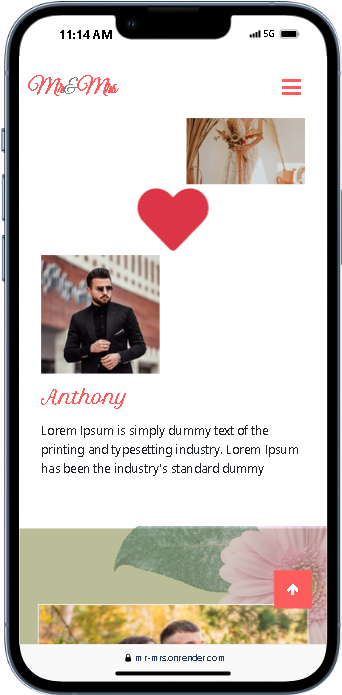 11:14 AM
5G
Mr&Mrs
Anthony
Lorem Ipsum is simply dummy text of the
printing and typesetting industry. Lorem Ipsum
has been the industry's standard dummy
mr-mrs.onrender.com